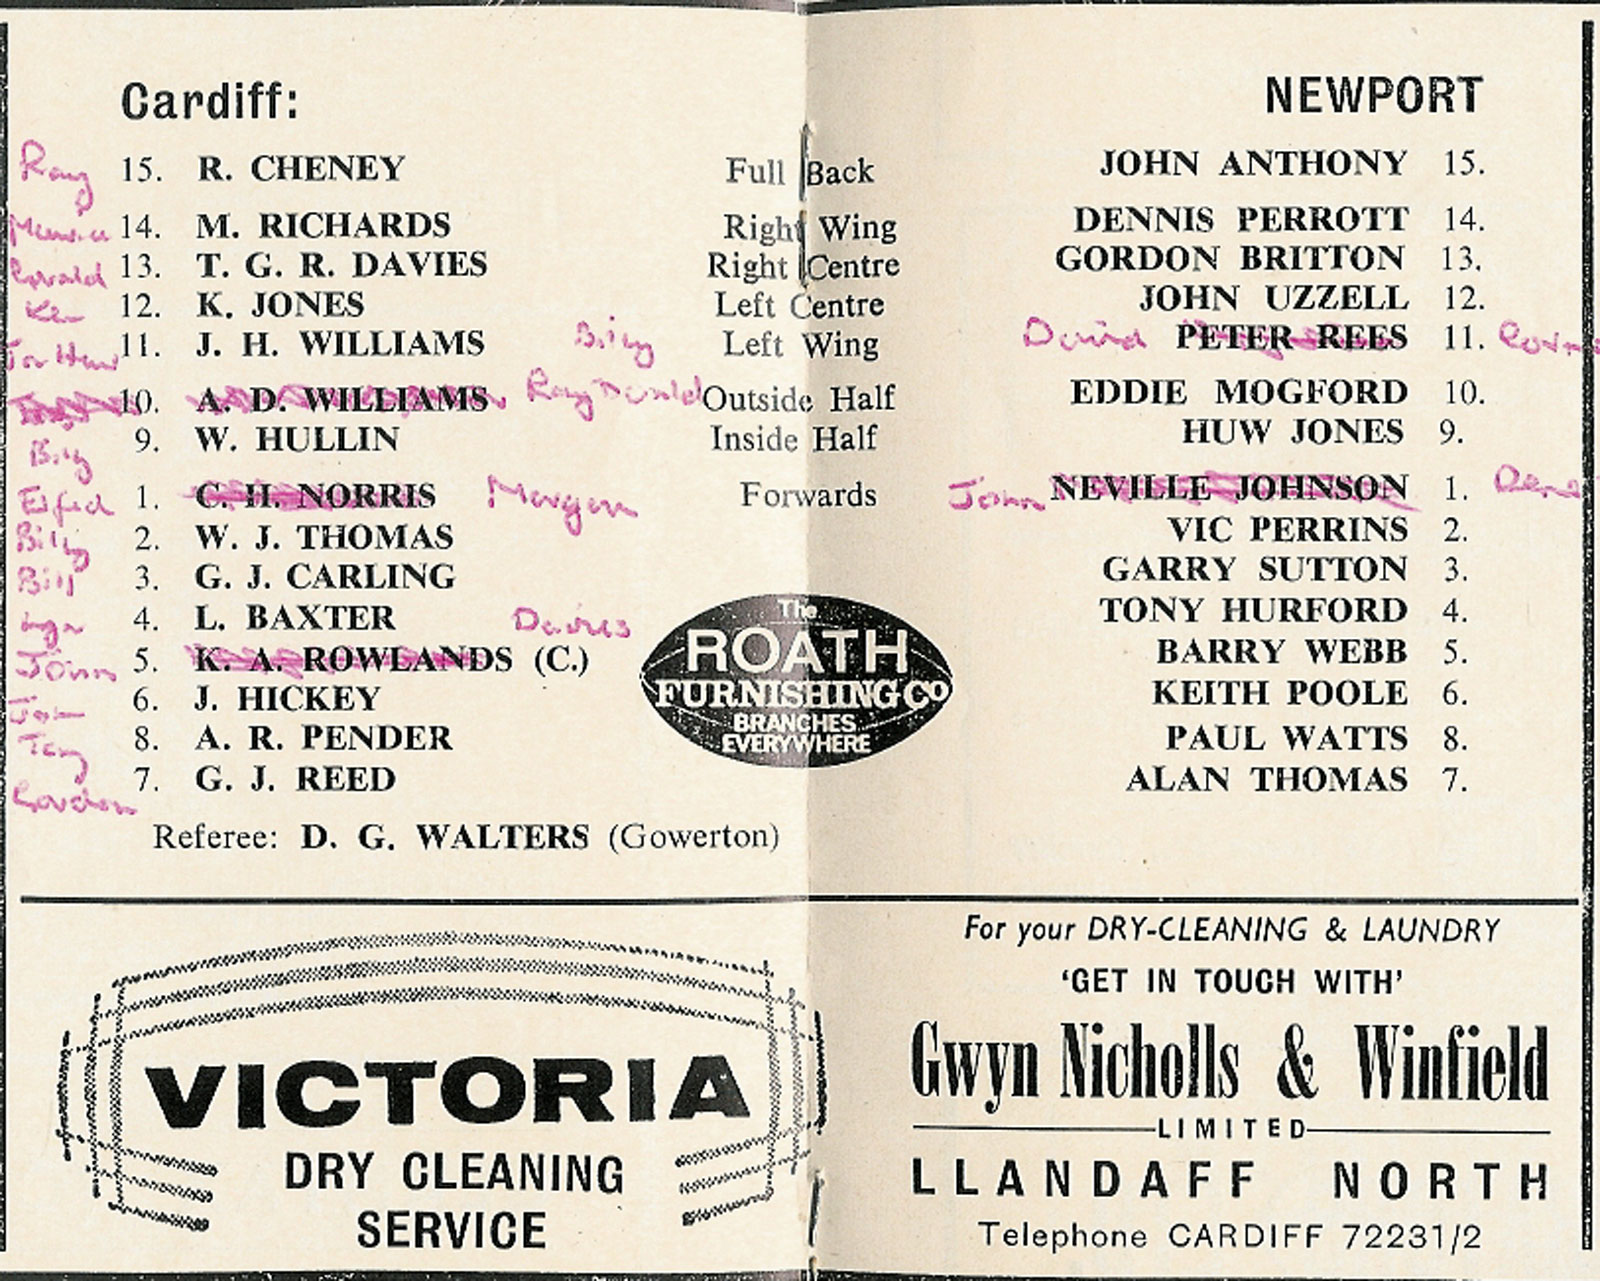 Cardiff:
NEWPORT
Ray 15. R. CHENEY Full Back JOHN ANTHONY 15.
14. M. RICHARDS Right Wing DENNIS PERROTT 14.
Gerald 13. T. G. R. DAVIES Right Centre GORDON BRITTON 13.
Ken 12. K. JONES Left Centre JOHN UZZELL 12.
11. J. H. WILLIAMS Billy Left Wing David PETER REES 11.
10. A. D. WILLIAMS Raymond Outside Half EDDIE MOGFORD 10.
Billy 9. W. HULLIN Inside Half HUW JONES 9.
1. C. H. NORRIS Morgan Forwards John NEVILLE JOHNSON 1.
Billy 2. W. J. THOMAS VIC PERRINS 2.
3. G. J. CARLING GARRY SUTTON 3.
4. L. BAXTER Davies TONY HURFORD 4.
John 5. K. A. ROWLANDS (C.) BARRY WEBB 5.
6. J. HICKEY KEITH POOLE 6.
Tony 8. A. R. PENDER PAUL WATTS 8.
Gordon 7. G. J. REED ALAN THOMAS 7.
The
ROATH
FURNISHING Co
BRANCHES
EVERYWHERE
Referee: D. G. WALTERS (Gowerton)
VICTORIA
DRY CLEANING
SERVICE
For your DRY-CLEANING & LAUNDRY
'GET IN TOUCH WITH'
Gwyn Nicholls & Winfield
LIMITED
LLANDAFF NORTH
Telephone CARDIFF 72231/2